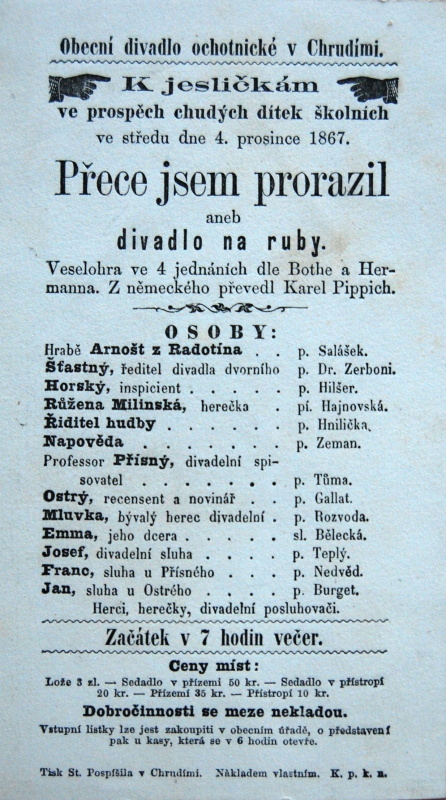 Obecní divadlo ochotnické v Chrudími.
K jesličkám
ve prospěch chudých dítek školních
ve středu dne 4. prosince 1867.
Přece jsem prorazil
aneb
divadlo na ruby.
Veselohra ve 4 jednáních dle Bothe a Her-
manna. Z německého převedl Karel Pippich.
OSOBY:
Hrabě Arnošt z Radotína . . p. Salášek.
Šťastný, ředitel divadla dvorního p. Dr. Zerboni.
Horský, inspicient . . . . . p. Hilšer.
Růžena Milinská, herečka . pí. Hajnovská.
Řiditel hudby . . . . . . p. Hnilička.
Napověda . . . . . . . p. Zeman.
Professor Přísný, divadelní spi-
sovatel . . . . . . . p. Tůma.
Ostrý, recensent a novinář . . p. Gallat.
Mluvka, bývalý herec divadelní . p. Rozvoda.
Emma, jeho dcera . . . . . sl. Bělecká.
Josef, divadelní sluha . . . . p. Teplý.
Franc, sluha u Přísného . . . p. Nedvěd.
Jan, sluha u Ostrého . . . . p. Burget.
Herci, herečky, divadelní posluhovači.
Začátek v 7 hodin večer.
Ceny míst:
Lože 3 zl. — Sedadlo v přízemí 50 kr. — Sedadlo v přístropí
20 kr. — Přízemí 35 kr. — Přístropí 10 kr.
Dobročinnosti se meze nekladou.
Vstupní lístky lze jest zakoupiti v obecním úřadě, o představení
pak u kasy, která se v 6 hodin otevře.
Tisk St. Pospíšila v Chrudími. Nákladem vlastním. K. p. k. n.